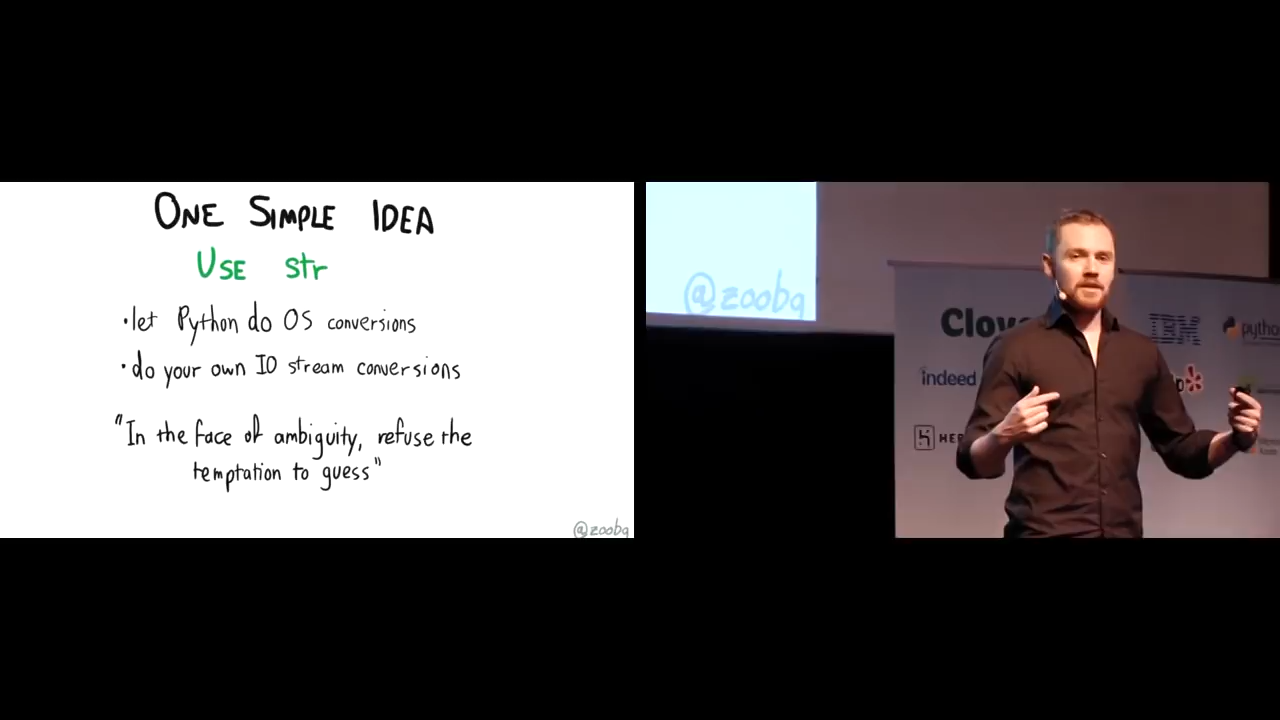 ONE SIMPLE IDEA
USE str
•let Python do OS conversions
•do your own IO stream conversions
"In the face of ambiguity, refuse the
temptation to guess"
@zooba
@zooba
IBM
indeed